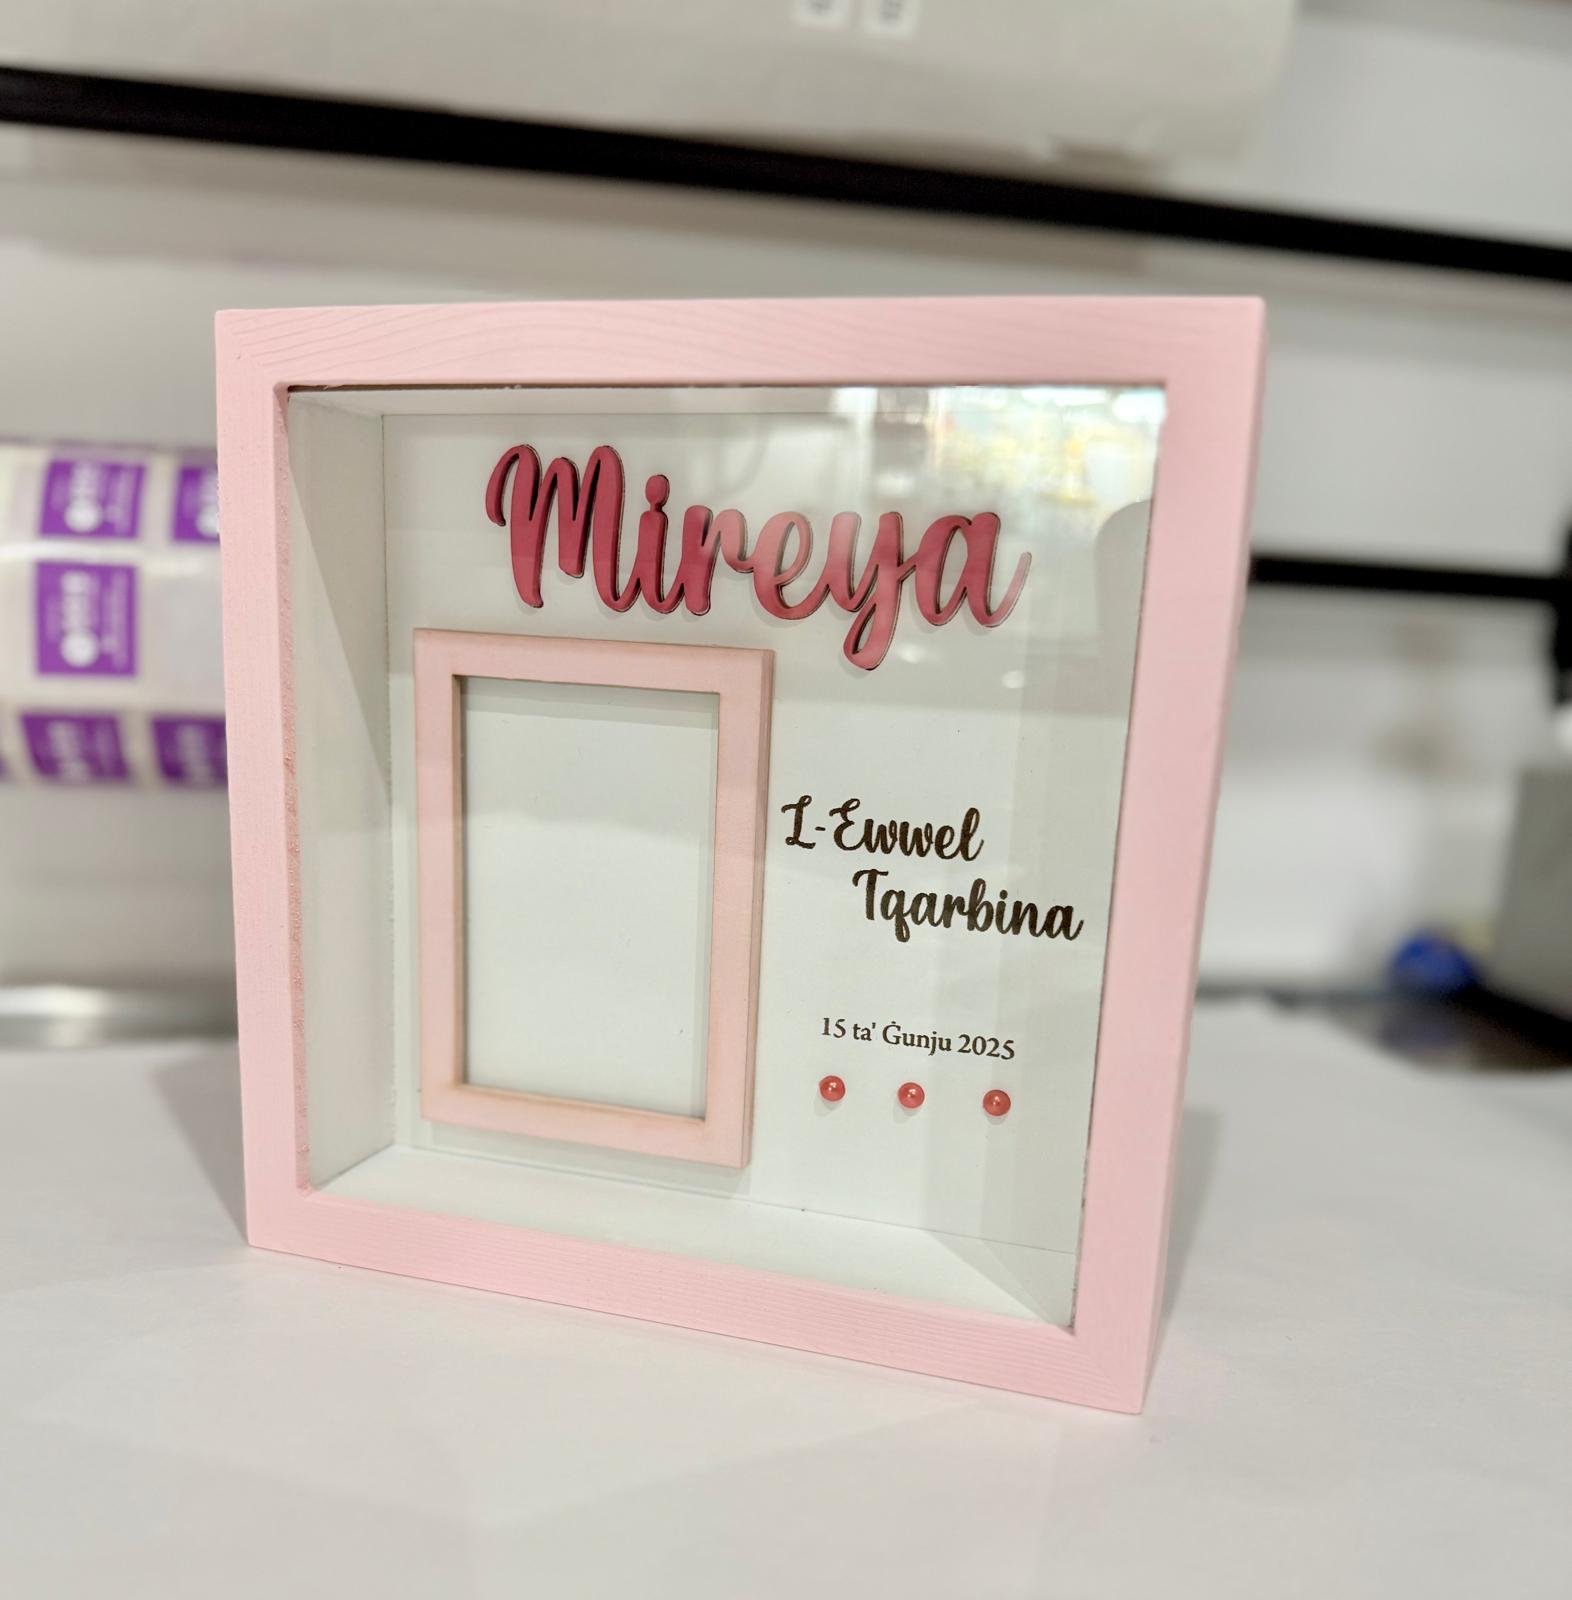 Mireya
L-Ewwel
Tqarbina
15 ta' Ġunju 2025